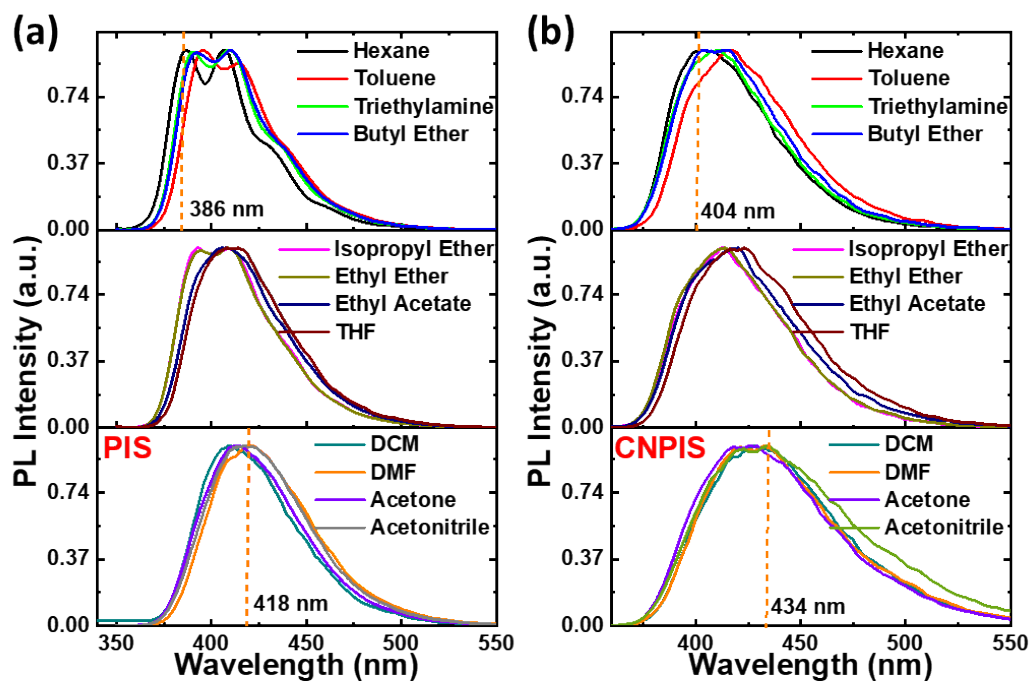 (a)
PL Intensity (a.u.)
0.74
0.37
0.00
Hexane
Toluene
Triethylamine
Butyl Ether
386 nm
0.74
0.37
0.00
Isopropyl Ether
Ethyl Ether
Ethyl Acetate
THF
0.74
0.37
0.00
PIS
DCM
DMF
Acetone
Acetonitrile
418 nm
350 400 450 500 550
Wavelength (nm)
(b)
PL Intensity (a.u.)
0.74
0.37
0.00
Hexane
Toluene
Triethylamine
Butyl Ether
404 nm
0.74
0.37
0.00
Isopropyl Ether
Ethyl Ether
Ethyl Acetate
THF
0.74
0.37
0.00
CNPIS
DCM
DMF
Acetone
Acetonitrile
434 nm
400 450 500 550
Wavelength (nm)